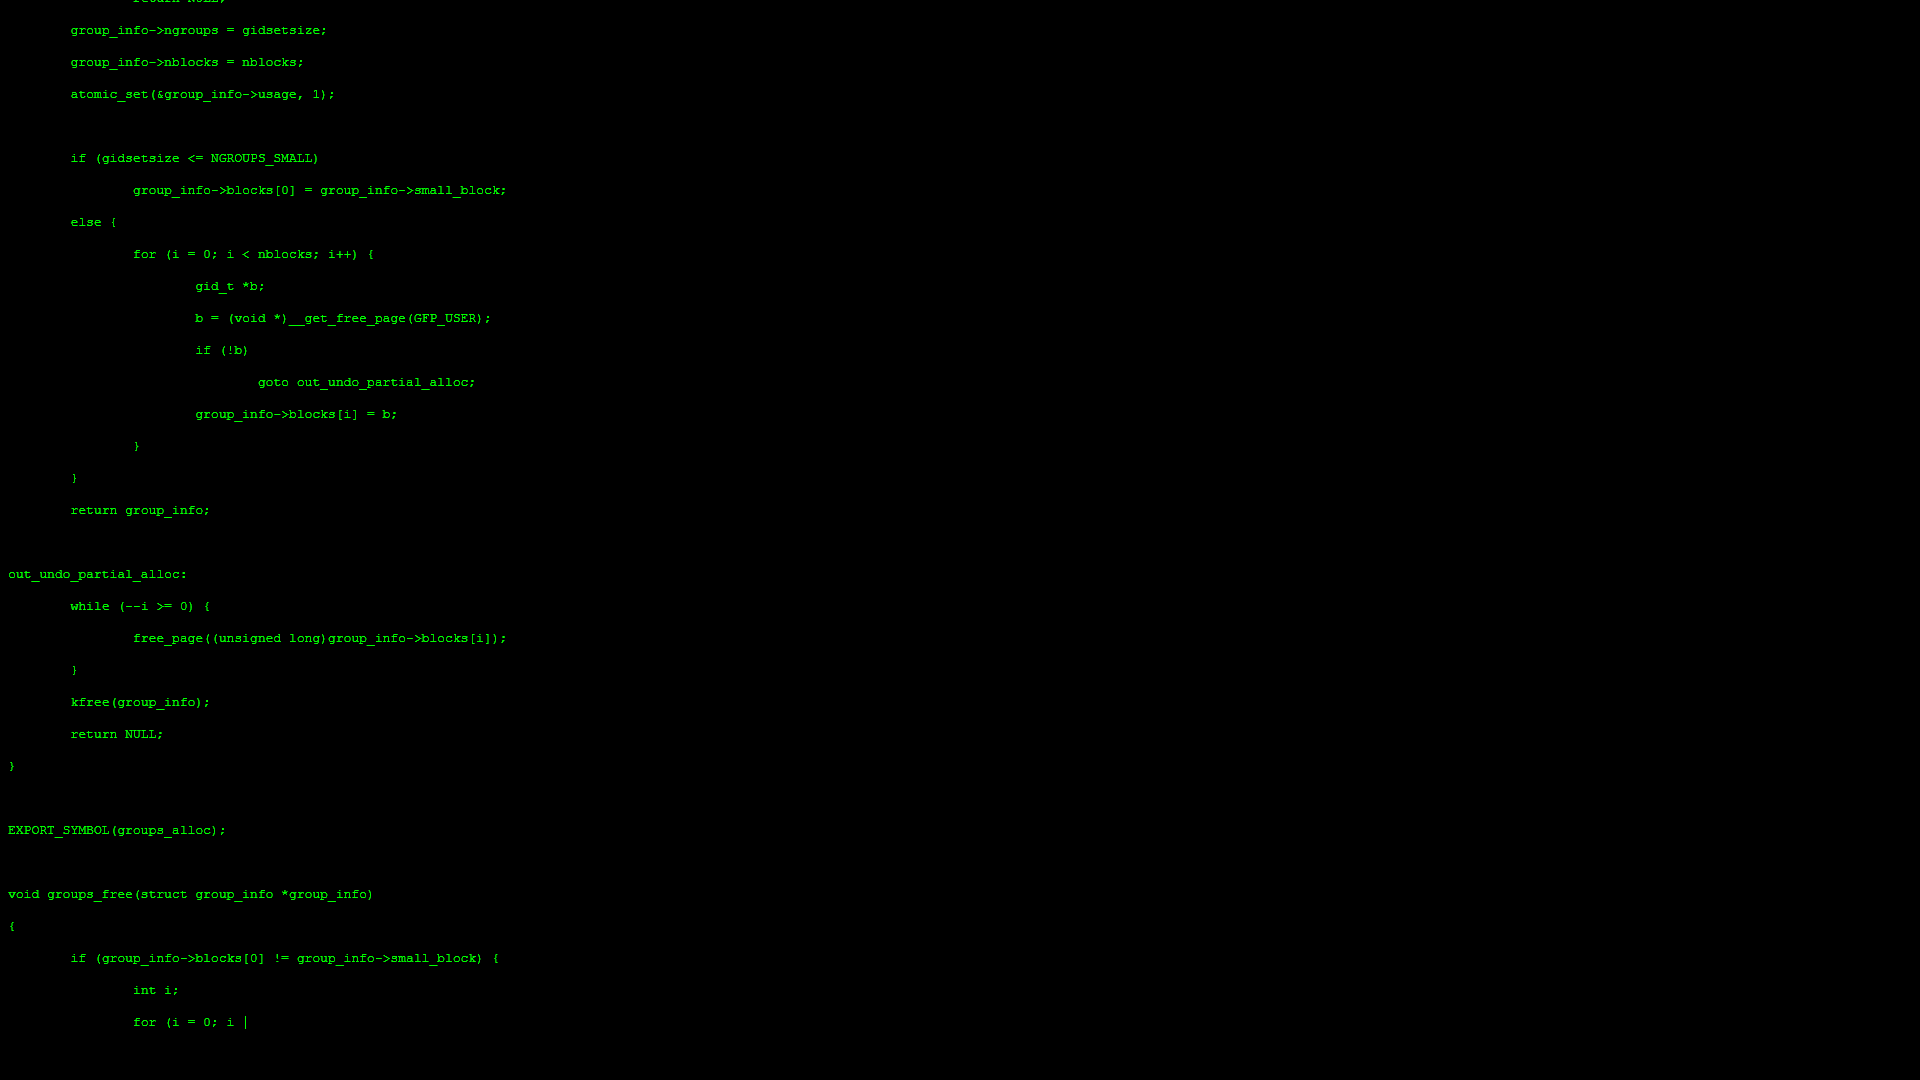 return NULL;
group_info->ngroups = gidsetsize;
group_info->nblocks = nblocks;
atomic_set(&group_info->usage, 1);
if (gidsetsize <= NGROUPS_SMALL)
group_info->blocks[0] = group_info->small_block;
else {
for (i = 0; i < nblocks; i++) {
gid_t *b;
b = (void *)__get_free_page(GFP_USER);
if (!b)
goto out_undo_partial_alloc;
group_info->blocks[i] = b;
}
}
return group_info;
out_undo_partial_alloc:
while (--i >= 0) {
free_page((unsigned long)group_info->blocks[i]);
}
kfree(group_info);
return NULL;
}
EXPORT_SYMBOL(groups_alloc);
void groups_free(struct group_info *group_info)
{
if (group_info->blocks[0] != group_info->small_block) {
int i;
for (i = 0; i |